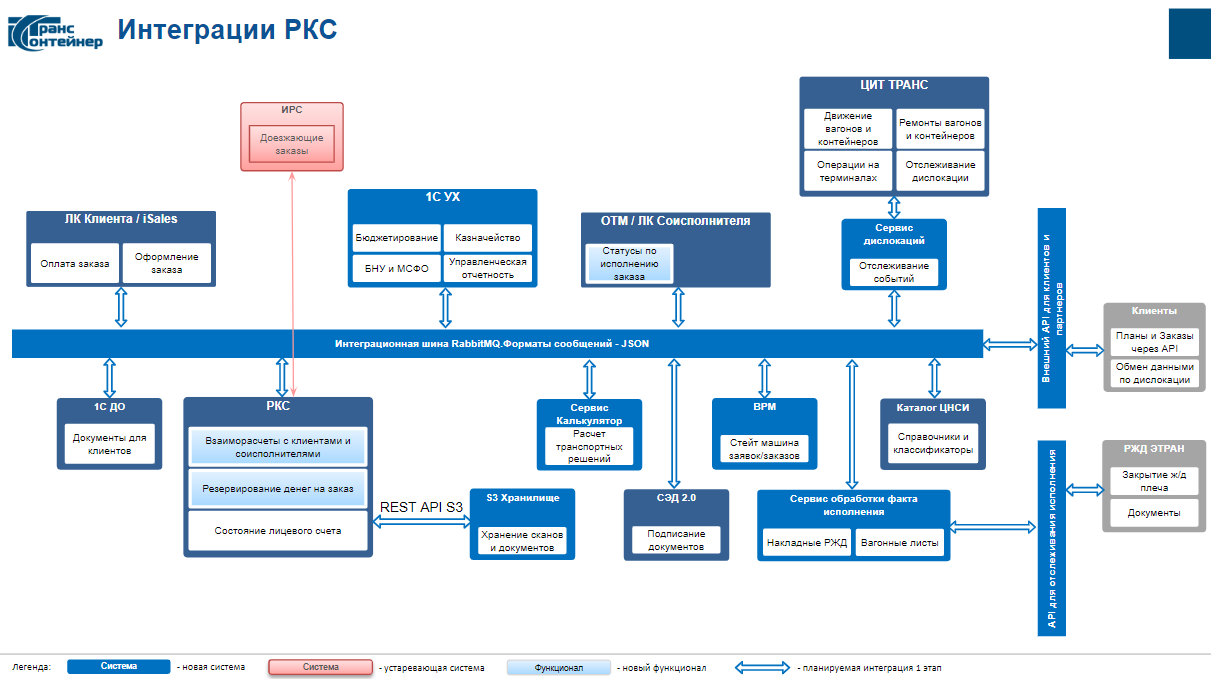 Транс
Контейнер
Интеграции РКС
ЦИТ ТРАНС
Движение
вагонов и
контейнеров
Ремонты вагонов
и контейнеров
Операции на
терминалах
Отслеживание
дислокации
ИРС
Доезжающие
заказы
1С УХ
Бюджетирование
Казначейство
БНУ и МСФО
Управленческая
отчетность
ЛК Клиента / iSales
Оплата заказа
Оформление
заказа
ОТМ / ЛК Соисполнителя
Статусы по
исполнению
заказа
Сервис
дислокаций
Отслеживание
событий
Внешний API для клиентов и
партнеров
Клиенты
Планы и Заказы
через API
Обмен данными
по дислокации
Интеграционная шина RabbitMQ.Форматы сообщений - JSON
1С ДО
Документы для
клиентов
РКС
Взаиморасчеты с клиентами и
соисполнителями
Резервирование денег на заказ
Состояние лицевого счета
REST API S3
S3 Хранилище
Хранение сканов
и документов
Сервис
Калькулятор
Расчет
транспортных
решений
СЭД 2.0
Подписание
документов
ВРМ
Стейт машина
заявок/заказов
Сервис обработки факта
исполнения
Накладные РЖД
Вагонные листы
Каталог ЦНСИ
Справочники и
классификаторы
API для отслеживания исполнения
РЖД ЭТРАН
Закрытие ж/д
плеча
Документы
Легенда:
Система
- новая система
Система
- устаревающая система
Функционал
- новый функционал
- планируемая интеграция 1 этап